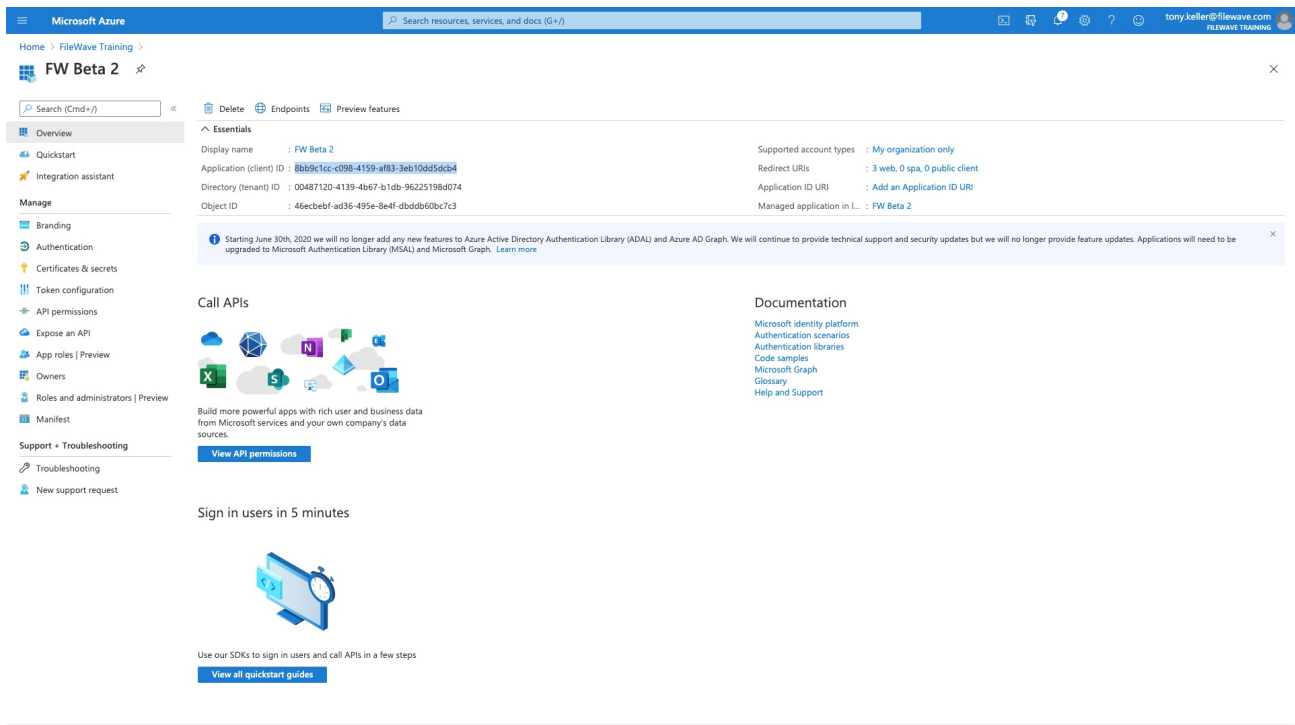 Microsoft Azure
Search resources, services, and docs (G+/)
7
tony.keller@filewave.com
FILEWAVE TRAINING
Home > FileWave Training >
FW Beta 2
Search (Cmd+/)
Overview
Quickstart
Integration assistant
Manage
Branding
Authentication
Certificates & secrets
Token configuration
API permissions
Expose an API
App roles | Preview
Owners
Roles and administrators | Preview
Manifest
Support + Troubleshooting
Troubleshooting
New support request
Delete Endpoints Preview features
Essentials
Display name : FW Beta 2
Application (client) ID : 8bb9c1cc-c098-4159-af83-3eb10dd5dcb4
Directory (tenant) ID : 00487120-4139-4b67-b1db-96225198d074
Object ID : 46ecbebf-ad36-495e-8e4f-dbddb60bc7c3
Supported account types : My organization only
Redirect URIs : 3 web, 0 spa, 0 public client
Application ID URI : Add an Application ID URI
Managed application in l... : FW Beta 2
Starting June 30th, 2020 we will no longer add any new features to Azure Active Directory Authentication Library (ADAL) and Azure AD Graph. We will continue to provide technical support and security updates but we will no longer provide feature updates. Applications will need to be
upgraded to Microsoft Authentication Library (MSAL) and Microsoft Graph. Learn more
Call APIs
Build more powerful apps with rich user and business data
from Microsoft services and your own company's data
sources.
View API permissions
Documentation
Microsoft identity platform
Authentication scenarios
Authentication libraries
Code samples
Microsoft Graph
Glossary
Help and Support
Sign in users in 5 minutes
Use our SDKs to sign in users and call APIs in a few steps
View all quickstart guides